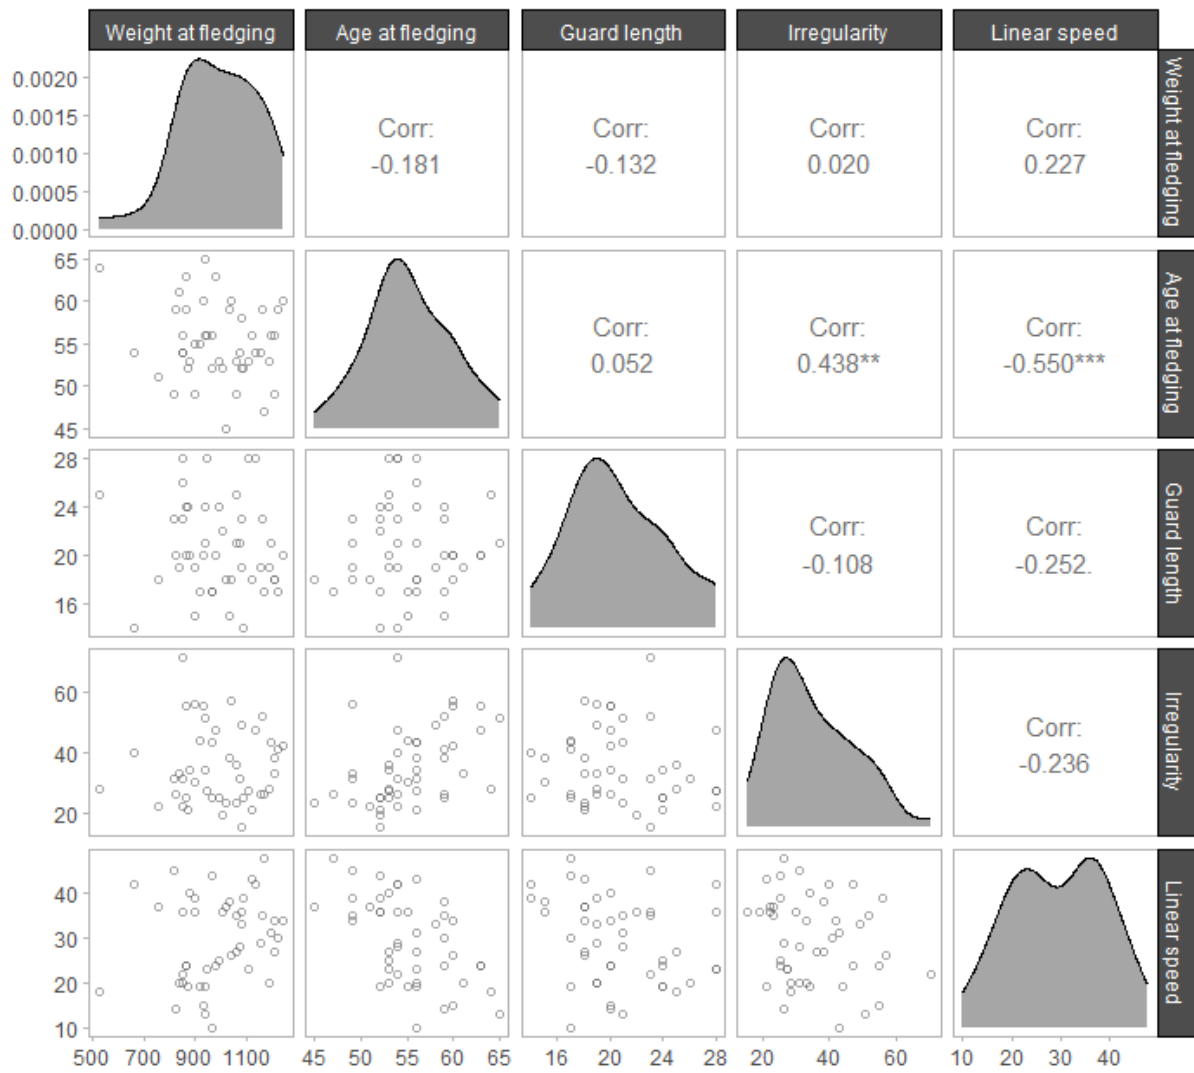 Weight at fledging Age at fledging Guard length Irregularity Linear speed
0.0020
0.0015
0.0010
0.0005
0.0000
Corr:
-0.181
Corr:
-0.132
Corr:
0.020
Corr:
0.227
Weight at fledging
65
60
55
50
45
Corr:
0.052
Corr:
0.438**
Corr:
-0.550***
Age at fledging
28
24
20
16
Corr:
-0.108
Corr:
-0.252.
Guard length
60
40
20
Corr:
-0.236
Irregularity
40
30
20
10
Linear speed
500 700 900 1100 45 50 55 60 65 16 20 24 28 20 40 60 10 20 30 40